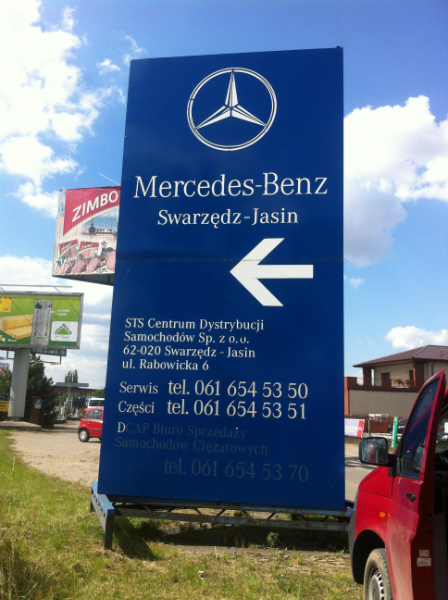 Mercedes-Benz
Swarzędz-Jasin
ZIMBO
STS Centrum Dystrybucji
Samochodów Sp. z o.o.
62-020 Swarzędz - Jasin
ul. Rabowicka 6
Serwis tel. 061 654 53 50
Części tel. 061 654 53 51
DCAP Biuro Sprzedaży
Samochodów Ciężarowych
tel. 061 654 53 70